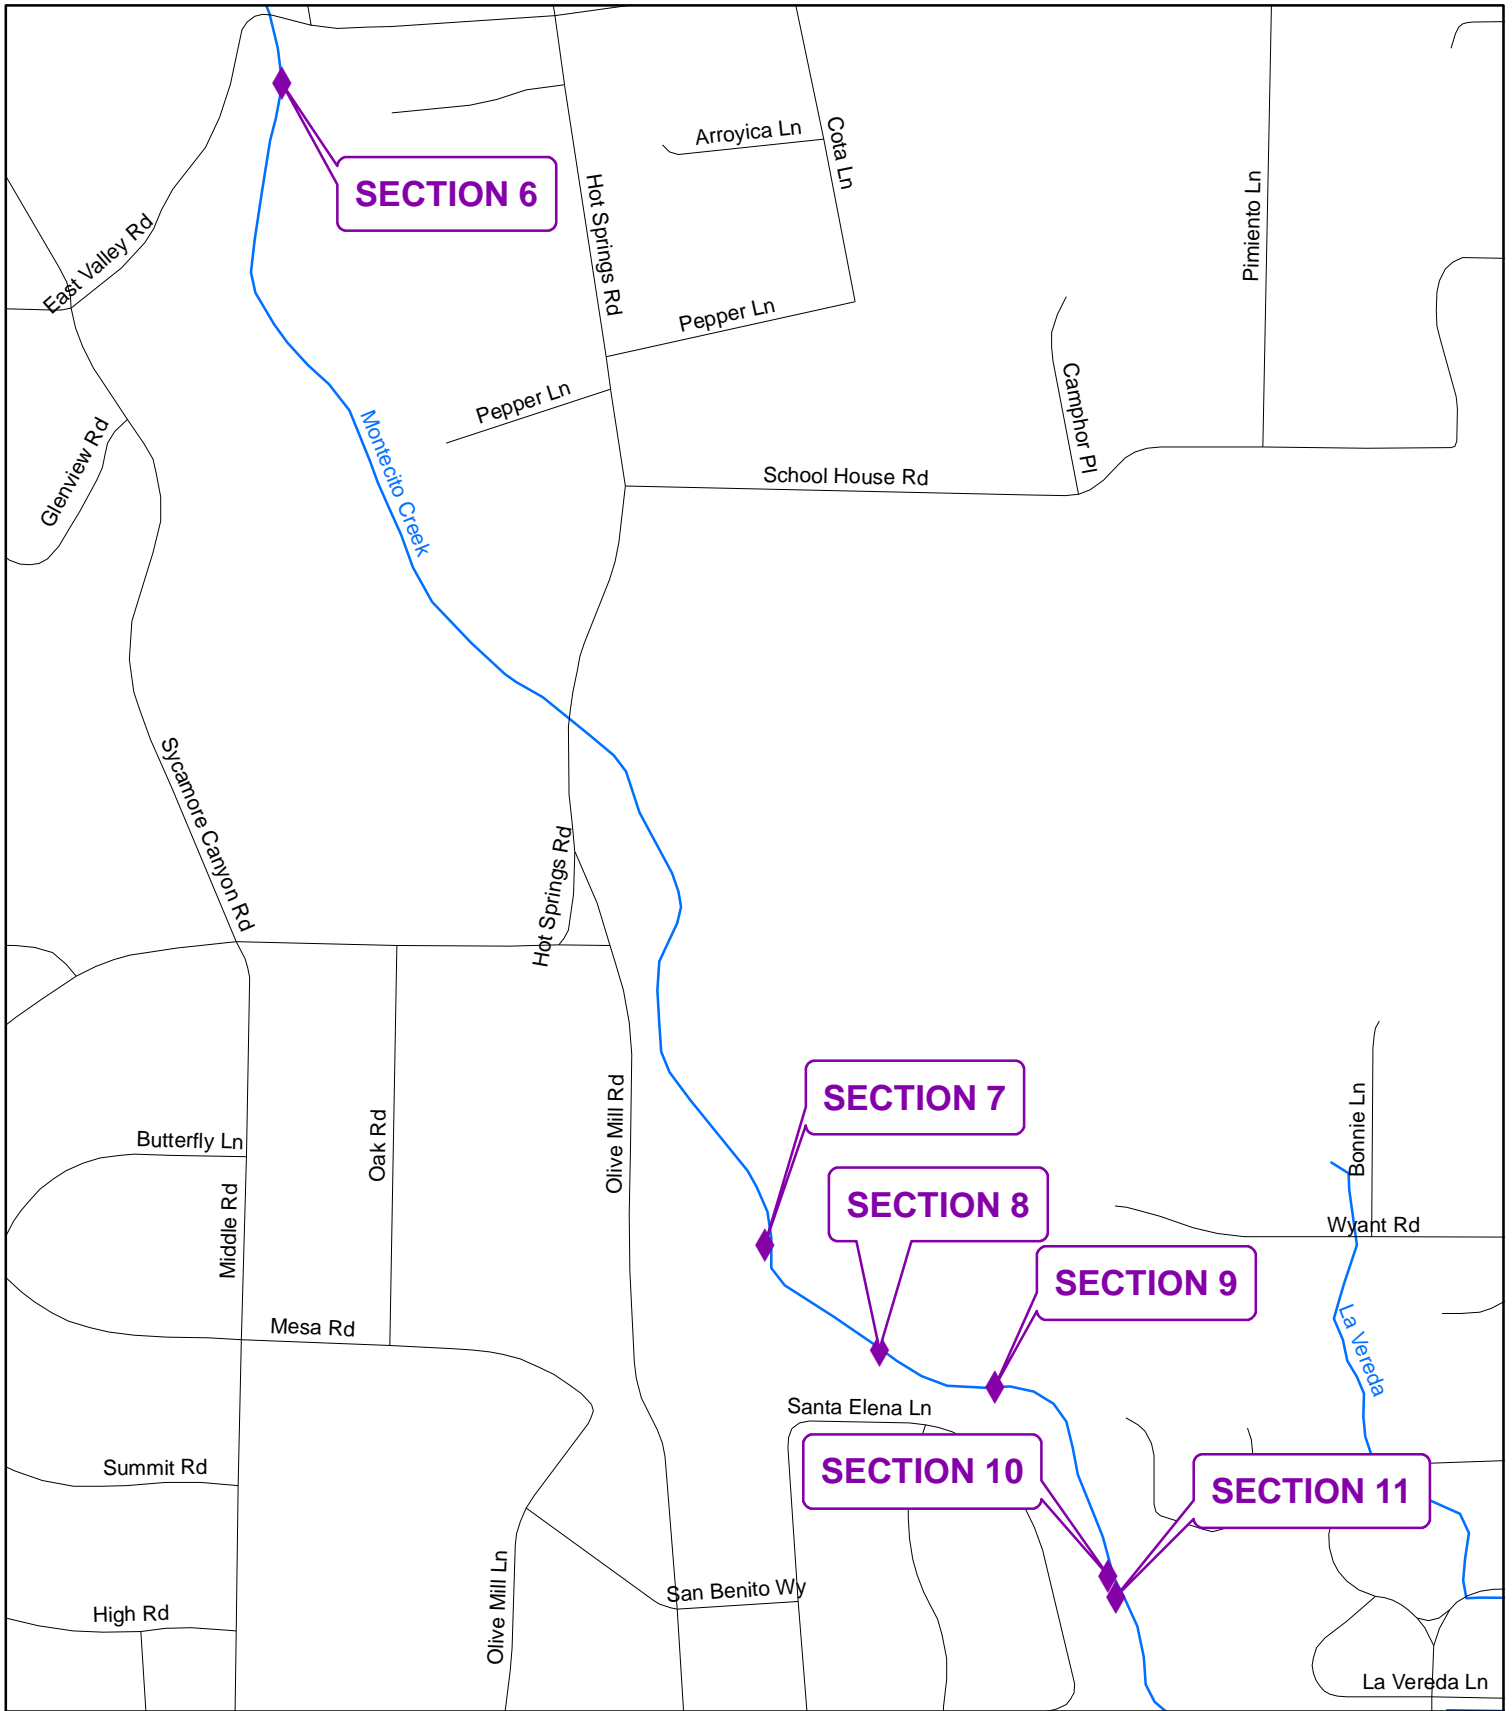 Arroyica Ln
Cota Ln
SECTION 6
Hot Springs Rd
Pimiento Ln
East Valley Rd
Pepper Ln
Pepper Ln
Camphor Pl
Glenview Rd
Montecito Creek
School House Rd
Sycamore Canyon Rd
Hot Springs Rd
SECTION 7
Olive Mill Rd
Oak Rd
Butterfly Ln
Bonnie Ln
Middle Rd
SECTION 8
Wyant Rd
SECTION 9
Mesa Rd
La Vereda
Santa Elena Ln
Summit Rd
SECTION 10
SECTION 11
San Benito Wy
Olive Mill Ln
High Rd
La Vereda Ln